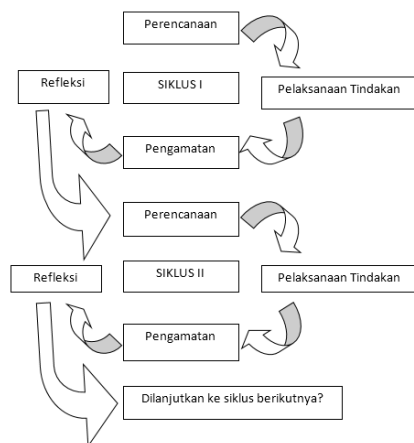 Perencanaan
Refleksi
SIKLUS I
Pelaksanaan Tindakan
Pengamatan
Perencanaan
Refleksi
SIKLUS II
Pelaksanaan Tindakan
Pengamatan
Dilanjutkan ke siklus berikutnya?